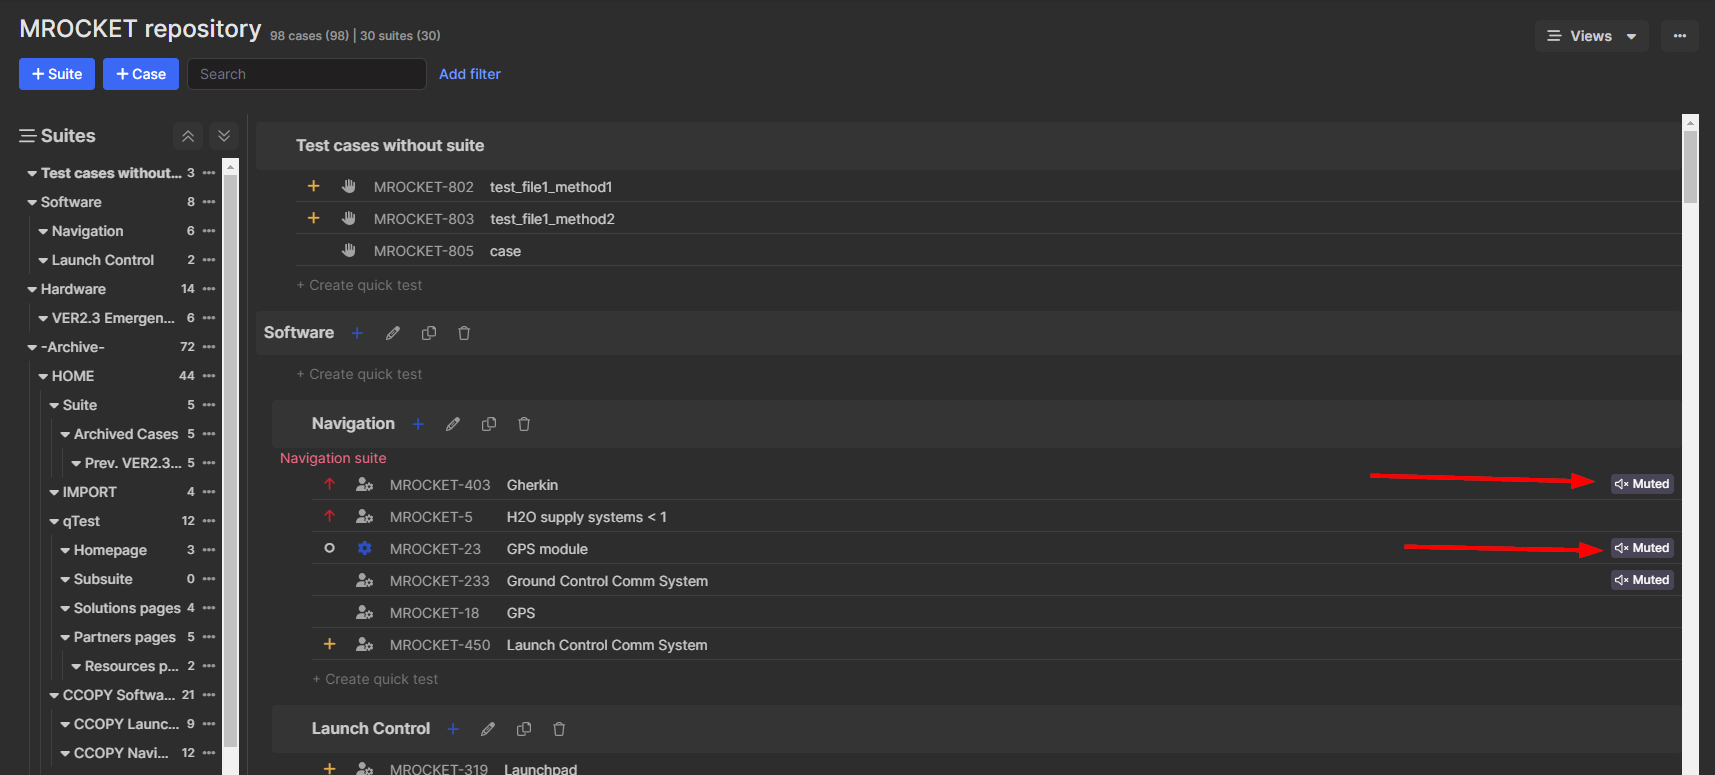 MROCKET repository 98 cases (98) | 30 suites (30)
Views
+ Suite
+ Case
Search
Add filter
Suites
Test cases without... 3
Software 8
Navigation 6
Launch Control 2
Hardware 14
VER2.3 Emergen... 6
-Archive- 72
HOME 44
Suite 5
Archived Cases 5
Prev. VER2.3... 5
IMPORT 4
qTest 12
Homepage 3
Subsuite 0
Solutions pages 4
Partners pages 5
Resources p... 2
CCOPY Softwa... 21
CCOPY Launc... 9
CCOPY Navi... 12
Test cases without suite
MROCKET-802 test_file1_method1
MROCKET-803 test_file1_method2
MROCKET-805 case
+ Create quick test
Software
+ Create quick test
Navigation
Navigation suite
MROCKET-403 Gherkin Muted
MROCKET-5 H2O supply systems < 1
MROCKET-23 GPS module Muted
MROCKET-233 Ground Control Comm System Muted
MROCKET-18 GPS
MROCKET-450 Launch Control Comm System
+ Create quick test
Launch Control
MROCKET-319 Launchpad